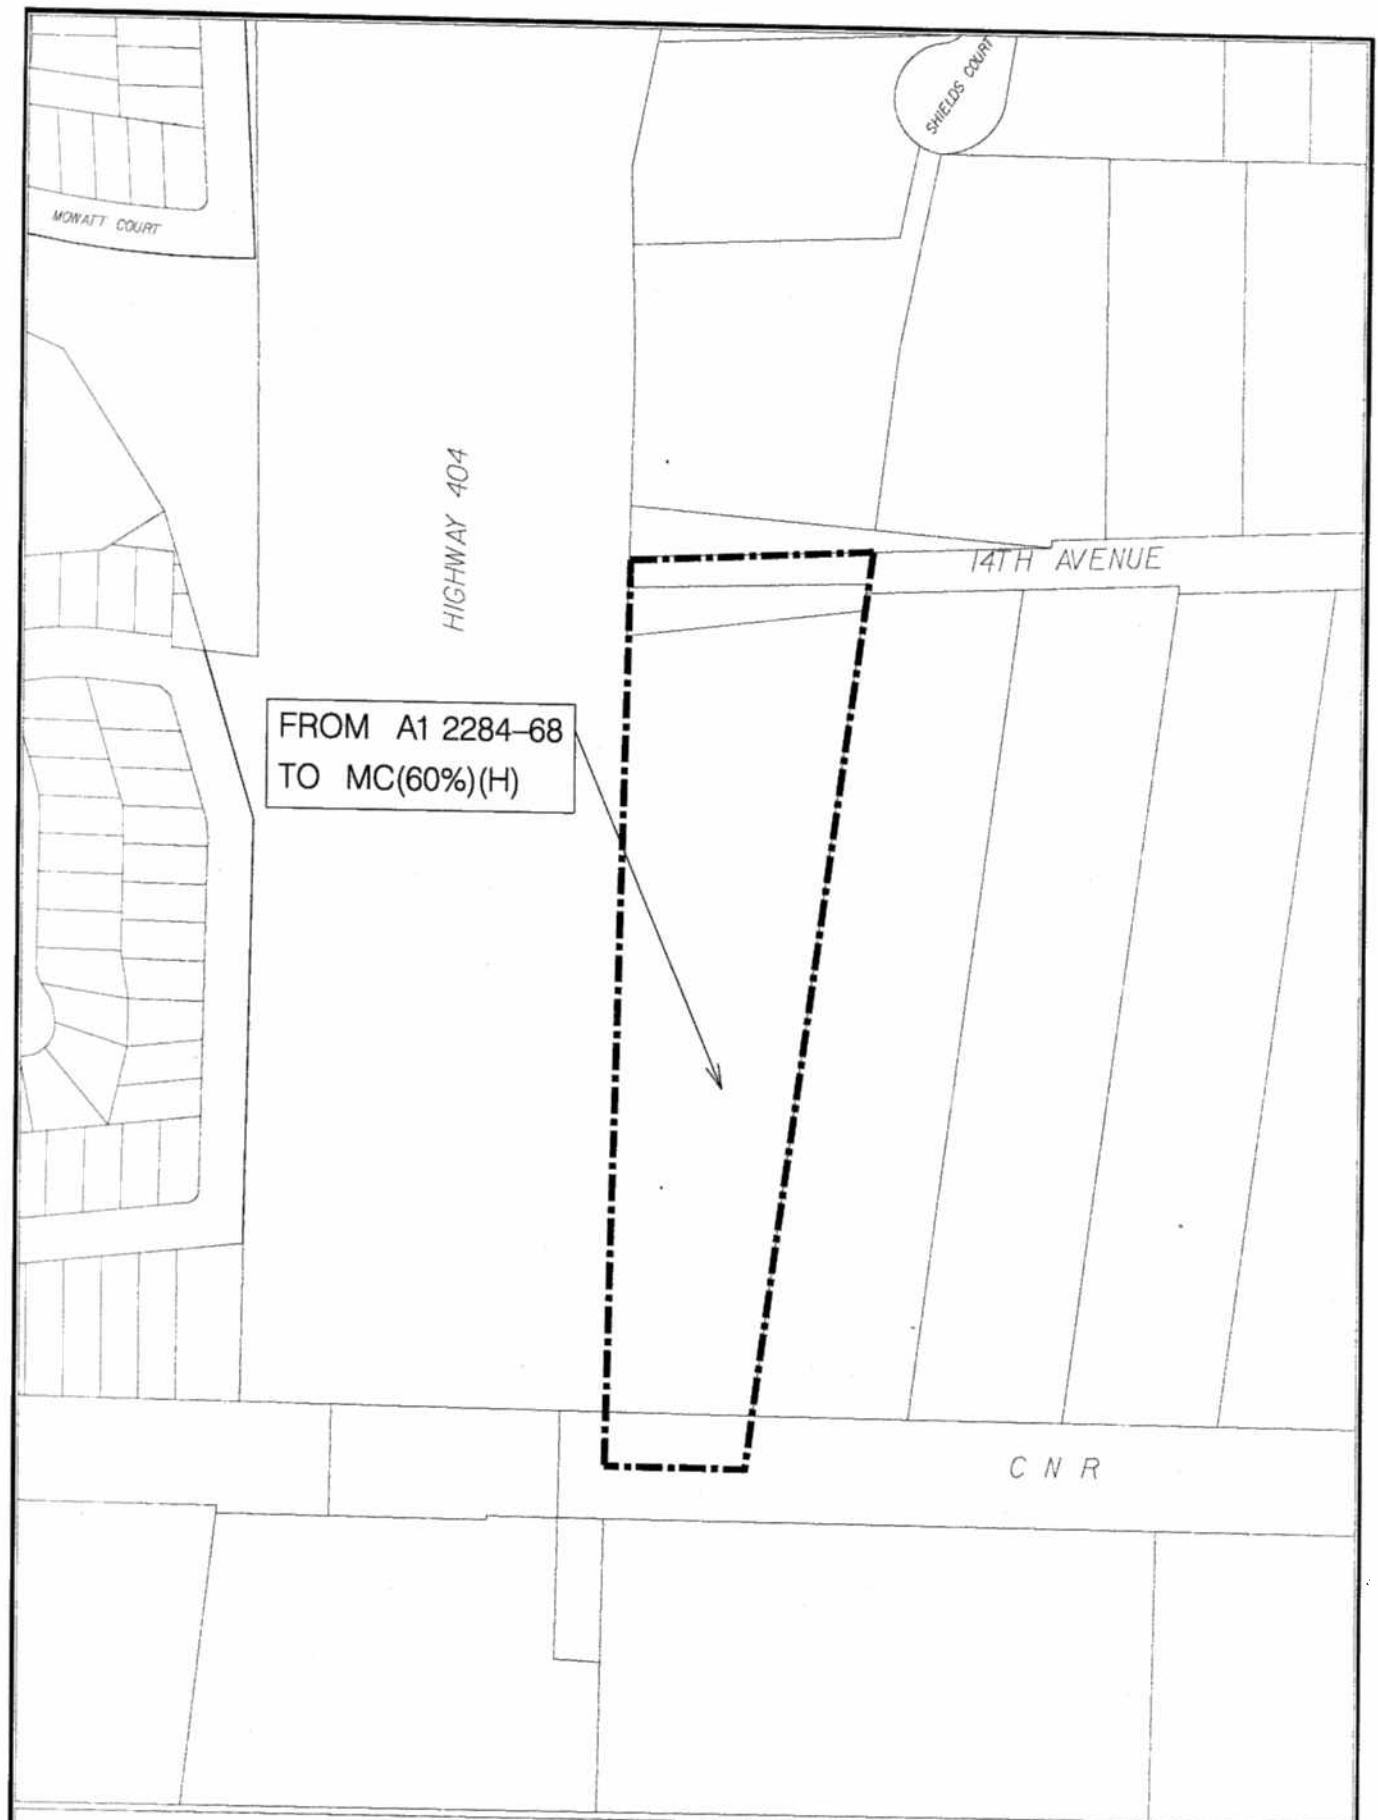 SHIELDS COURT
MOWATT COURT
HIGHWAY 404
14TH AVENUE
FROM A1 2284-68
TO MC(60%)(H)
C N R